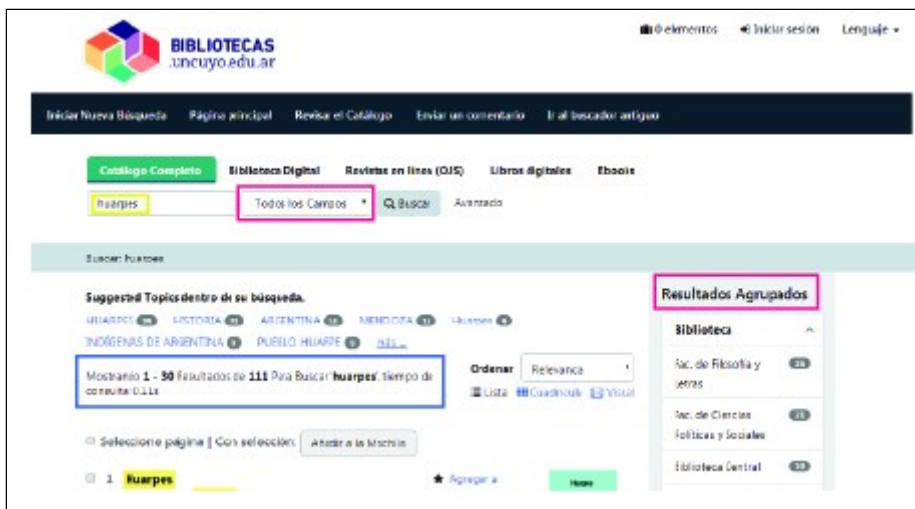 0 elementos Iniciar sesión Lenguaje
BIBLIOTECAS
.uncuyo.edu.ar
Iniciar Nueva Búsqueda Página principal Revisar el Catálogo Enviar un comentario Ir al buscador antiguo
Catálogo Completo Biblioteca Digital Revistas en línea (OJS) Libros digitales Ebooks
huarpes Todos los Campos Buscar Avanzado
Buscar: huarpes
Suggested Topics dentro de su búsqueda.
HUARPES HISTORIA ARGENTINA MENDOZA Huarpes
INDÍGENAS DE ARGENTINA PUEBLO HUARPE más ...
Mostrando 1 - 30 Resultados de 111 Para Buscar 'huarpes', tiempo de
consulta: 0.11s
Ordenar Relevancia
Lista Cuadrícula Visual
Seleccione página | Con selección: Añadir a la Mochila
1 Huarpes Agregar a
Resultados Agrupados
Biblioteca
Fac. de Filosofía y
Letras
Fac. de Ciencias
Políticas y Sociales
Biblioteca Central